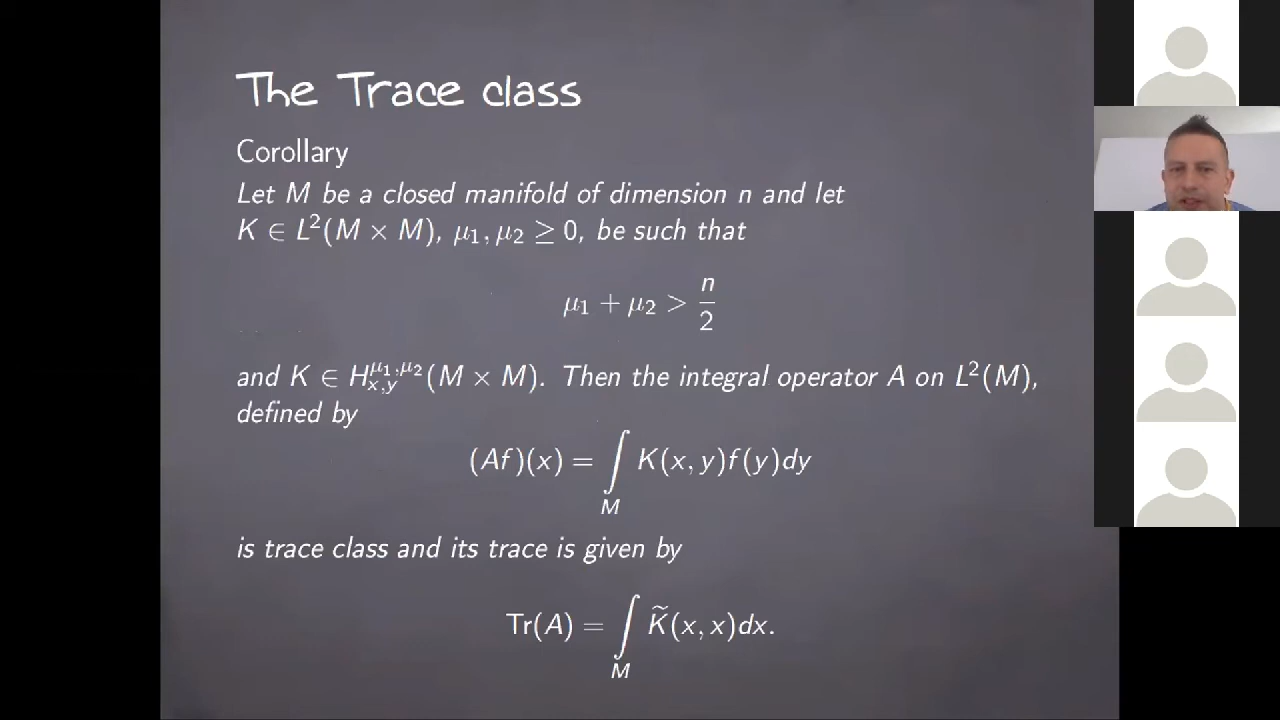 The Trace class
Corollary
Let M be a closed manifold of dimension n and let
K ∈ L²(M × M), μ₁, μ₂ ≥ 0, be such that
μ₁ + μ₂ > n/2
and K ∈ H^{μ₁,μ₂}_{x,y}(M × M). Then the integral operator A on L²(M),
defined by
(Af)(x) = ∫_M K(x, y)f(y)dy
is trace class and its trace is given by
Tr(A) = ∫_M K̃(x, x)dx.